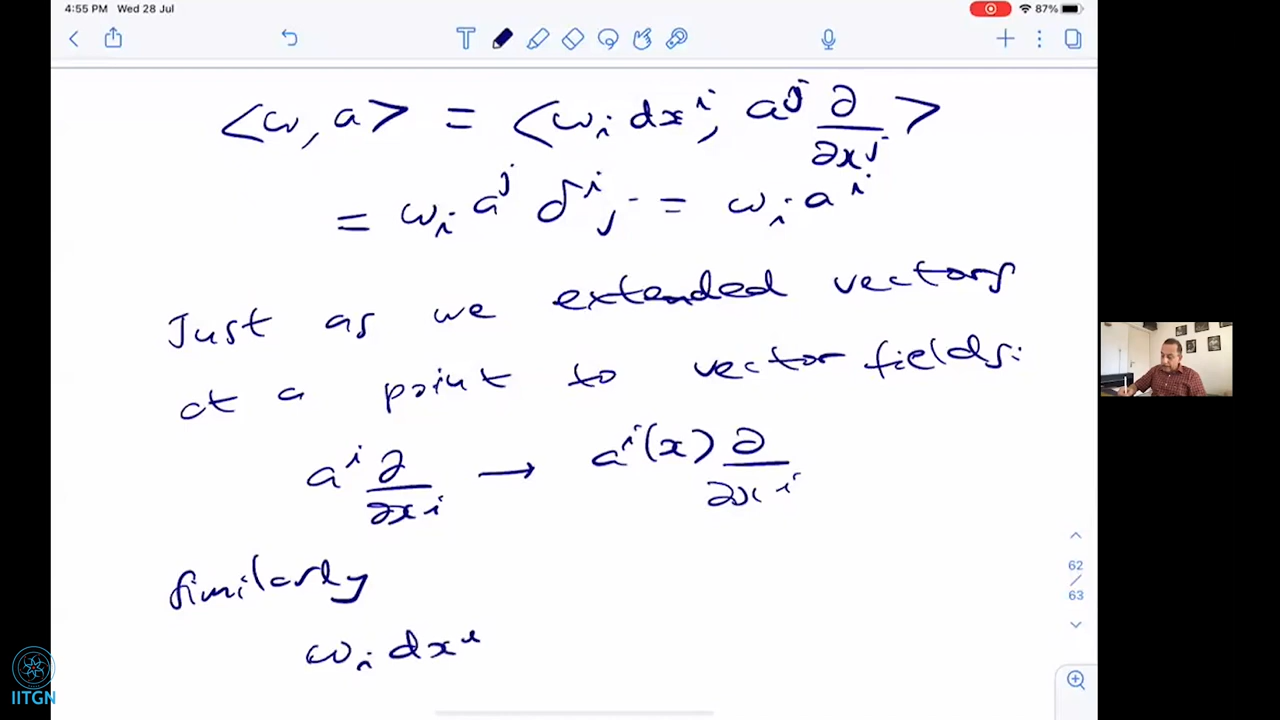 4:55 PM Wed 28 Jul 87%
<ω, a> = <ω_i dx^i, a^j ∂/∂x^j>
= ω_i a^j δ^i_j = ω_i a^i
Just as we extended vectors
at a point to vector fields:
a^i ∂/∂x^i → a^i(x) ∂/∂x^i
Similarly
ω_i dx^i
62
/
63
IITGN